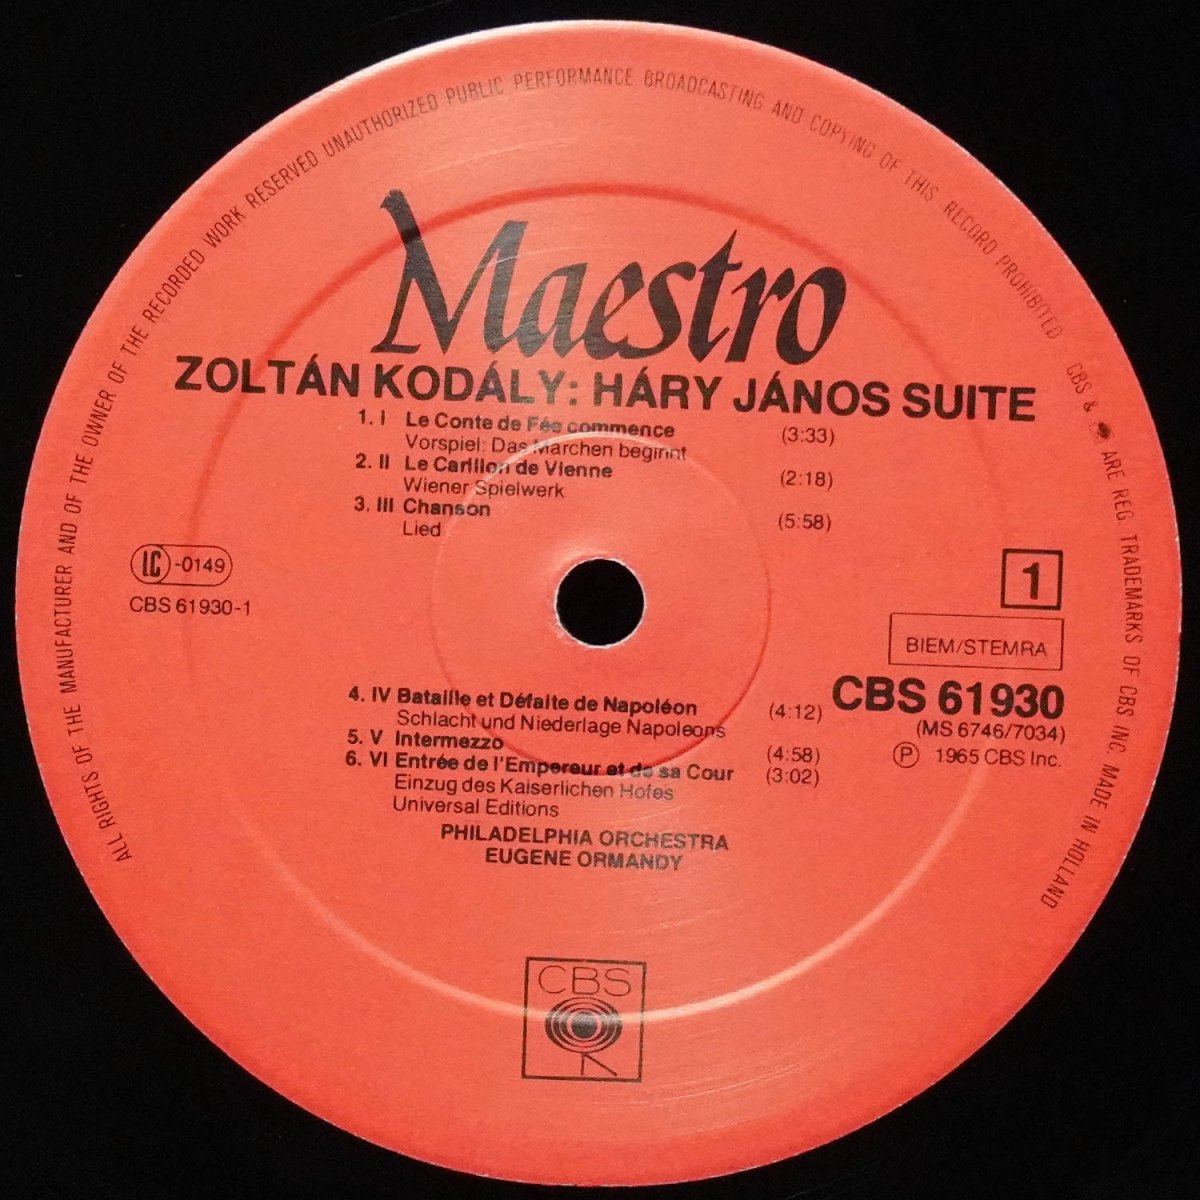 ALL RIGHTS OF THE MANUFACTURER AND OF THE OWNER OF THE RECORDED WORK RESERVED UNAUTHORIZED PUBLIC PERFORMANCE BROADCASTING AND COPYING OF THIS RECORD PROHIBITED CBS & ARE REG. TRADEMARKS OF CBS INC. MADE IN HOLLAND
Maestro
ZOLTÁN KODÁLY: HÁRY JÁNOS SUITE
1. I Le Conte de Fée commence (3:33)
Vorspiel: Das Marchen beginnt
2. II Le Carillon de Vienne (2:18)
Wiener Spielwerk
3. III Chanson (5:58)
Lied
LC -0149
CBS 61930-1
1
BIEM/STEMRA
CBS 61930
(MS 6746/7034)
Ⓟ 1965 CBS Inc.
4. IV Bataille et Défaite de Napoléon (4:12)
Schlacht und Niederlage Napoleons
5. V Intermezzo (4:58)
6. VI Entrée de l'Empereur et de sa Cour (3:02)
Einzug des Kaiserlichen Hofes
Universal Editions
PHILADELPHIA ORCHESTRA
EUGENE ORMANDY
CBS